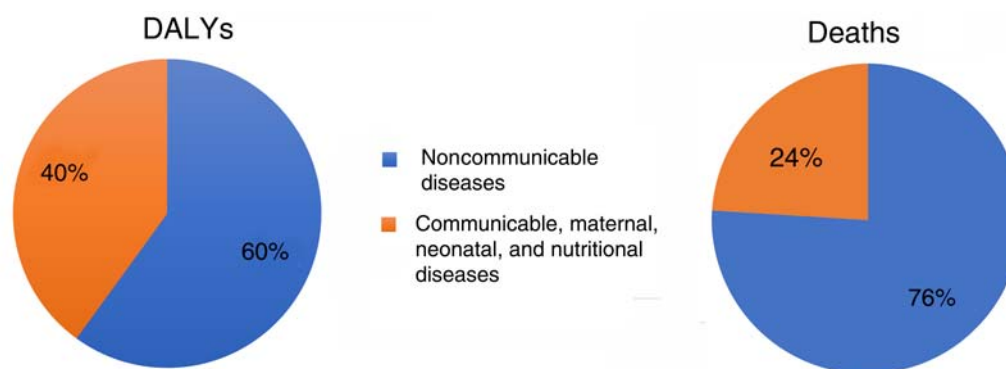 DALYs
40%
60%
Noncommunicable
diseases
Communicable, maternal,
neonatal, and nutritional
diseases
Deaths
24%
76%